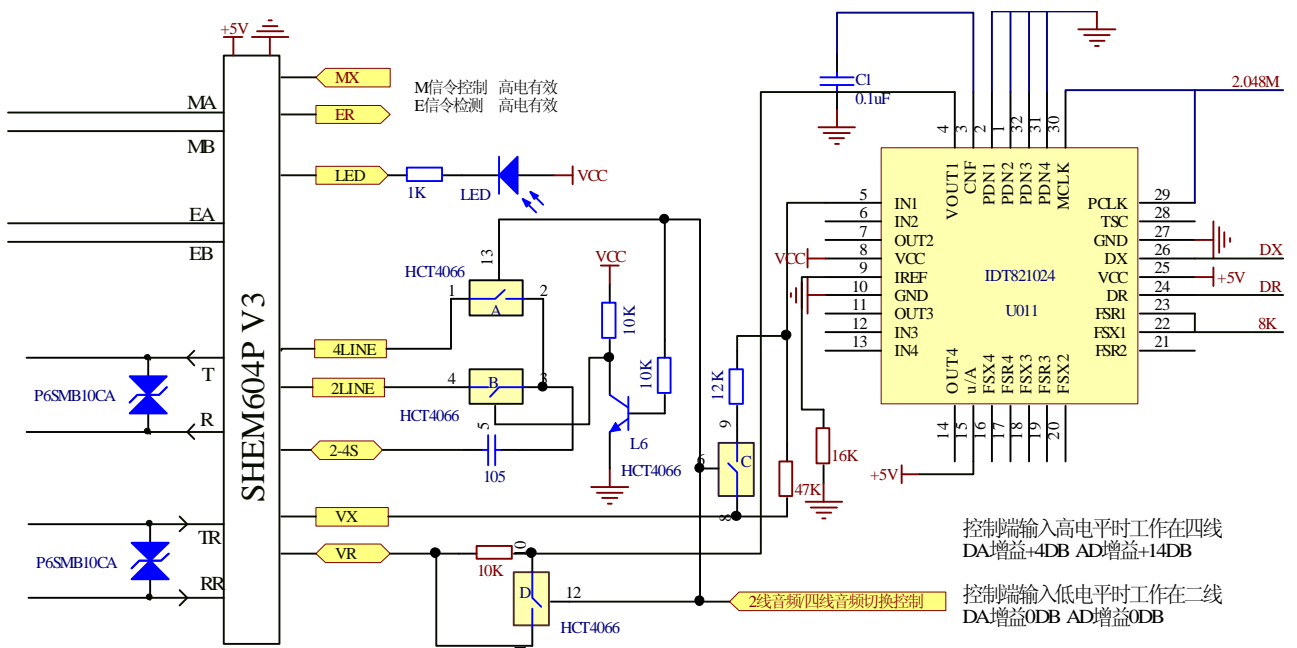 +5V
MX
M信令控制 高电有效
ER
E信令检测 高电有效
MA
MB
LED
1K
LED
VCC
EA
EB
SHEM604P V3
4LINE
2LINE
2-4S
VX
VR
T
R
TR
RR
P6SMB10CA
P6SMB10CA
HCT4066
13
1
2
A
4
B
3
HCT4066
5
105
VCC
10K
10K
L6
HCT4066
12K
9
6
C
8
47K
16K
10K
D
12
HCT4066
2线音频/四线音频切换控制
C1
0.1uF
2.048M
4
3
2
1
32
31
30
VOUT1
CNF
PDN1
PDN2
PDN3
PDN4
MCLK
5 IN1
6 IN2
7 OUT2
VCC 8 VCC
9 IREF
10 GND
11 OUT3
12 IN3
13 IN4
IDT821024
U011
PCLK 29
TSC 28
GND 27
DX 26 DX
VCC 25 +5V
DR 24 DR
FSR1 23
FSX1 22 8K
FSR2 21
OUT4
u/A
FSX4
FSR4
FSX3
FSR3
FSX2
14
15
16
17
18
19
20
+5V
控制端输入高电平时工作在四线
DA增益+4DB AD增益+14DB
控制端输入低电平时工作在二线
DA增益0DB AD增益0DB